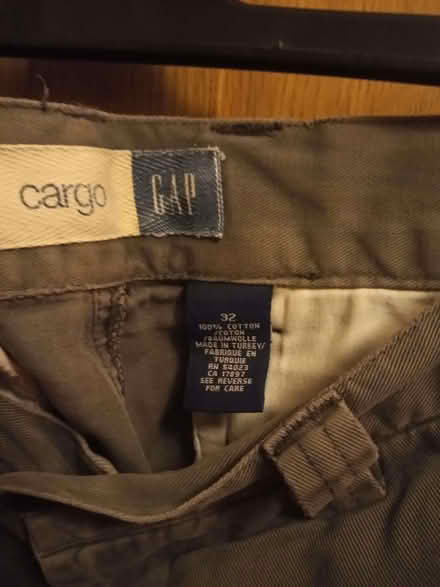 cargo GAP
32
100% COTTON
/COTON
/BAUMWOLLE
MADE IN TURKEY/
FABRIQUE EN
TURQUIE
RN 54023
CA 17897
SEE REVERSE
FOR CARE